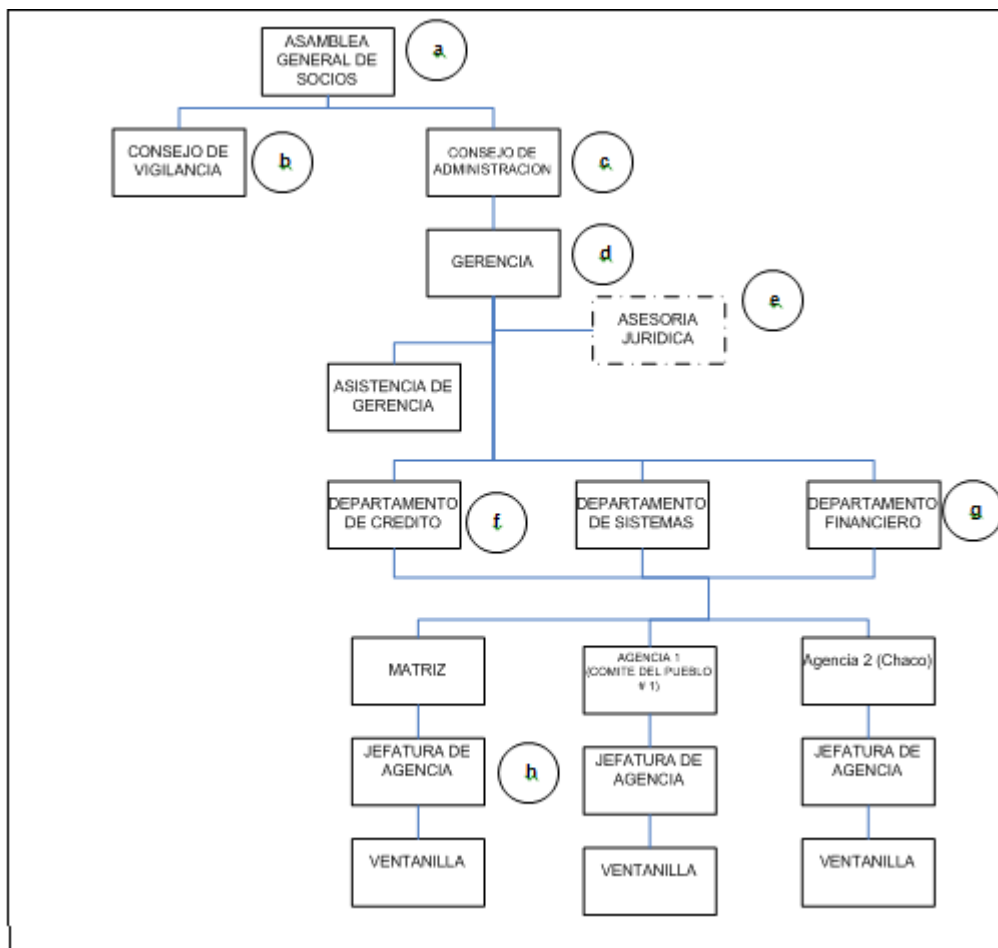 ASAMBLEA
GENERAL DE
SOCIOS
a
CONSEJO DE
VIGILANCIA
b
CONSEJO DE
ADMINISTRACION
c
GERENCIA
d
ASESORIA
JURIDICA
e
ASISTENCIA DE
GERENCIA
DEPARTAMENTO
DE CREDITO
f
DEPARTAMENTO
DE SISTEMAS
DEPARTAMENTO
FINANCIERO
g
MATRIZ
AGENCIA 1
(COMITE DEL PUEBLO
# 1)
Agencia 2 (Chaco)
JEFATURA DE
AGENCIA
h
JEFATURA DE
AGENCIA
JEFATURA DE
AGENCIA
VENTANILLA
VENTANILLA
VENTANILLA